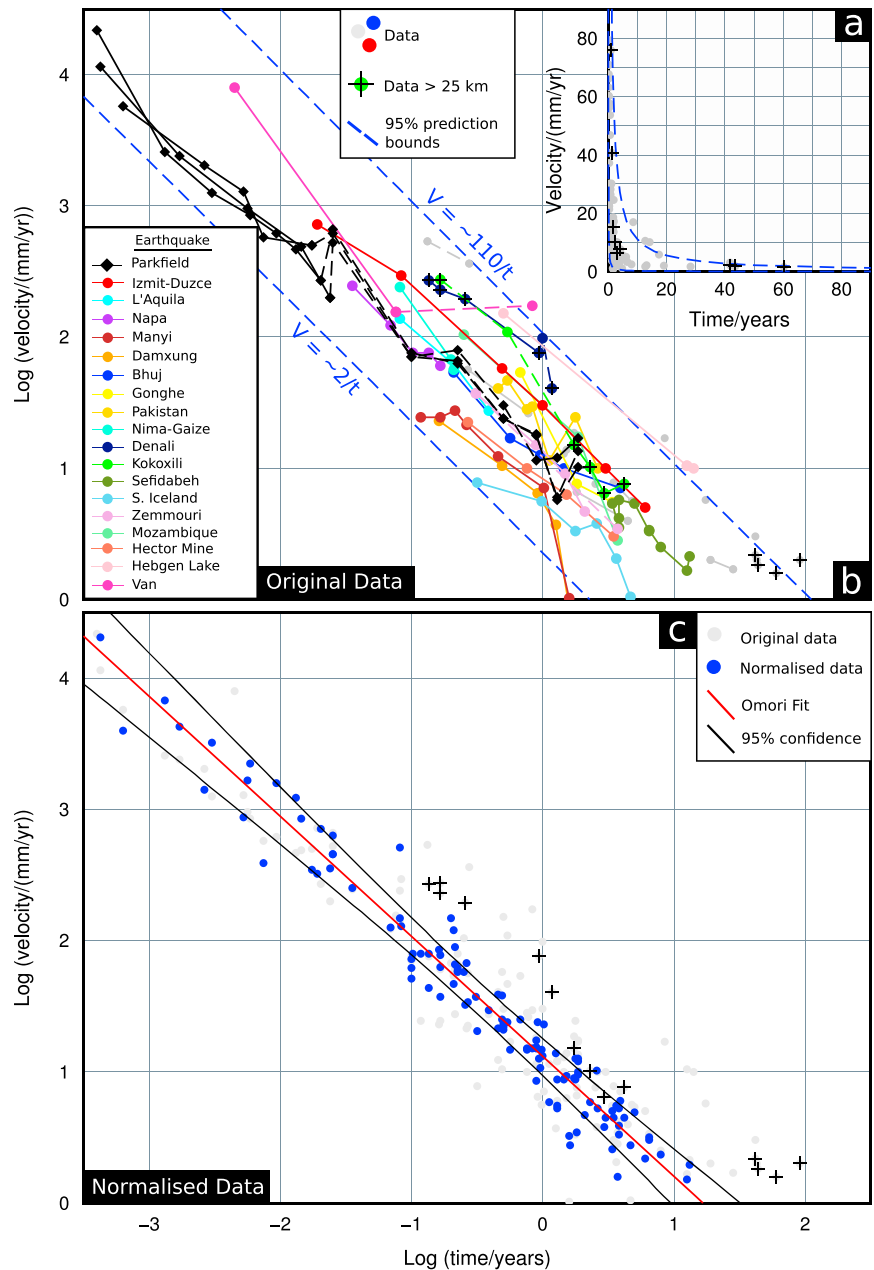 a
Data
Data > 25 km
95% prediction
bounds
Velocity/(mm/yr)
80
60
40
20
0
0 20 40 60 80
Time/years
V = ~110/t
V = ~2/t
Log (velocity/(mm/yr))
4
3
2
1
0
Earthquake
Parkfield
Izmit-Duzce
L'Aquila
Napa
Manyi
Damxung
Bhuj
Gonghe
Pakistan
Nima-Gaize
Denali
Kokoxili
Sefidabeh
S. Iceland
Zemmouri
Mozambique
Hector Mine
Hebgen Lake
Van
Original Data
b
c
Original data
Normalised data
Omori Fit
95% confidence
Log (velocity/(mm/yr))
4
3
2
1
0
Normalised Data
−3 −2 −1 0 1 2
Log (time/years)